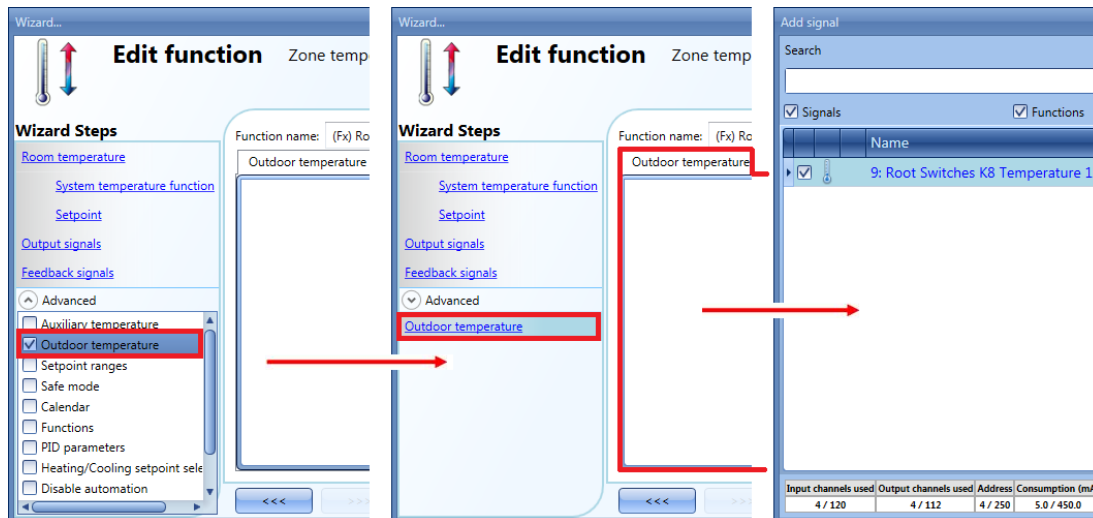 Wizard...
Edit function Zone temp
Wizard Steps
Room temperature
System temperature function
Setpoint
Output signals
Feedback signals
Advanced
Auxiliary temperature
Outdoor temperature
Setpoint ranges
Safe mode
Calendar
Functions
PID parameters
Heating/Cooling setpoint sele
Disable automation
Function name: (Fx) Ro
Outdoor temperature
<<< >>>
Wizard...
Edit function Zone temp
Wizard Steps
Room temperature
System temperature function
Setpoint
Output signals
Feedback signals
Advanced
Outdoor temperature
Function name: (Fx) Ro
Outdoor temperature
<<< >>>
Add signal
Search
Signals Functions
Name
9: Root Switches K8 Temperature 1
Input channels used Output channels used Address Consumption (mA
4 / 120 4 / 112 4 / 250 5.0 / 450.0